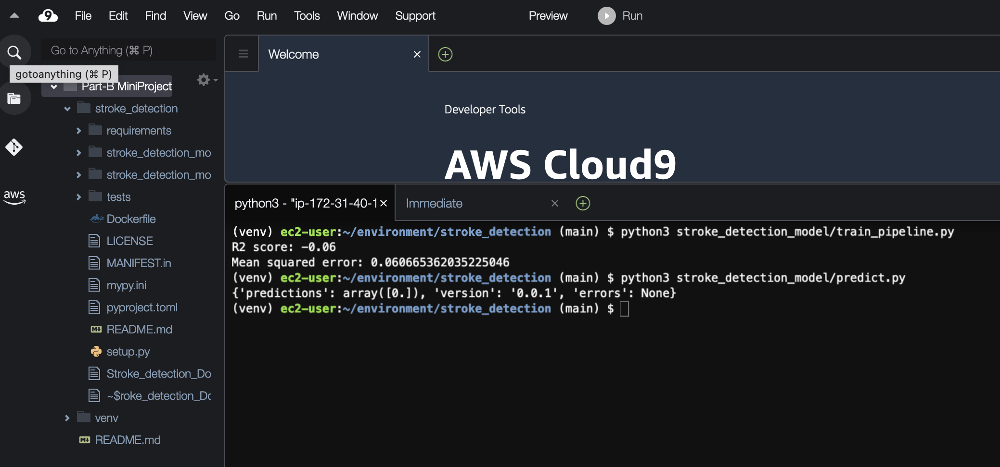 9 File Edit Find View Go Run Tools Window Support Preview Run
Go to Anything (⌘ P)
gotoanything (⌘ P)
Part-B MiniProject
stroke_detection
requirements
stroke_detection_mo
stroke_detection_mo
tests
Dockerfile
LICENSE
MANIFEST.in
mypy.ini
pyproject.toml
README.md
setup.py
Stroke_detection_Do
~$roke_detection_Do
venv
README.md
aws
Welcome
Developer Tools
AWS Cloud9
python3 - "ip-172-31-40-1 Immediate
(venv) ec2-user:~/environment/stroke_detection (main) $ python3 stroke_detection_model/train_pipeline.py
R2 score: -0.06
Mean squared error: 0.060665362035225046
(venv) ec2-user:~/environment/stroke_detection (main) $ python3 stroke_detection_model/predict.py
{'predictions': array([0.]), 'version': '0.0.1', 'errors': None}
(venv) ec2-user:~/environment/stroke_detection (main) $